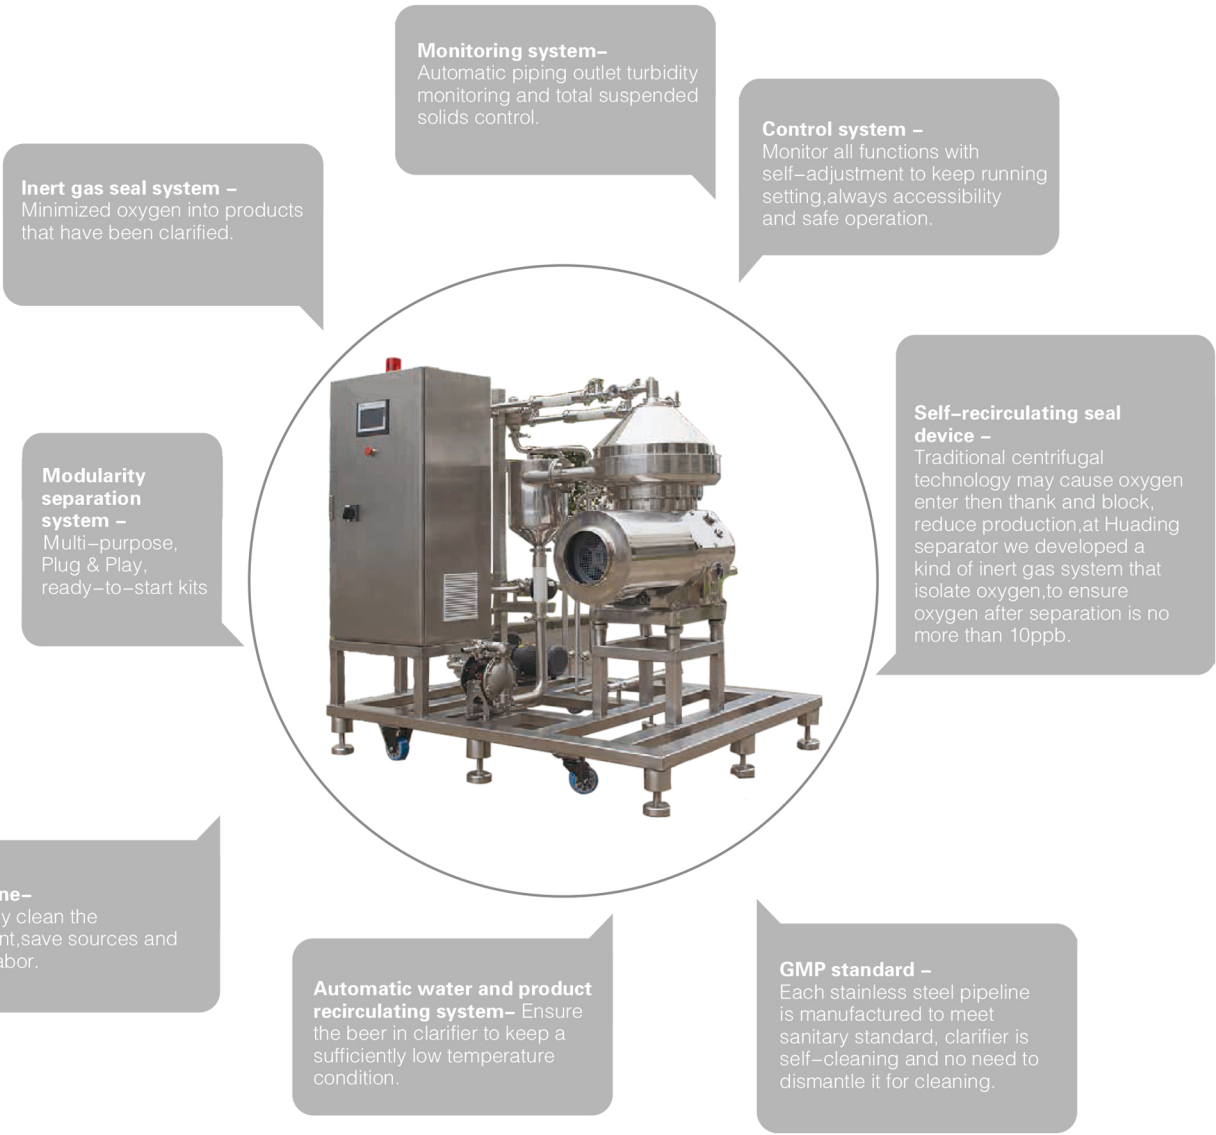 Monitoring system–
Automatic piping outlet turbidity
monitoring and total suspended
solids control.
Control system –
Monitor all functions with
self–adjustment to keep running
setting,always accessibility
and safe operation.
Inert gas seal system –
Minimized oxygen into products
that have been clarified.
Self–recirculating seal
device –
Traditional centrifugal
technology may cause oxygen
enter then thank and block,
reduce production,at Huading
separator we developed a
kind of inert gas system that
isolate oxygen,to ensure
oxygen after separation is no
more than 10ppb.
Modularity
separation
system –
Multi–purpose,
Plug & Play,
ready–to–start kits
clean the
save sources and
Automatic water and product
recirculating system– Ensure
the beer in clarifier to keep a
sufficiently low temperature
condition.
GMP standard –
Each stainless steel pipeline
is manufactured to meet
sanitary standard, clarifier is
self–cleaning and no need to
dismantle it for cleaning.